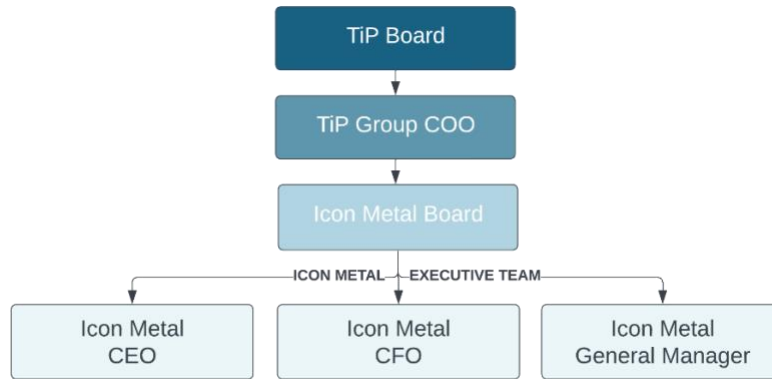 TiP Board
TiP Group COO
Icon Metal Board
ICON METAL EXECUTIVE TEAM
Icon Metal
CEO
Icon Metal
CFO
Icon Metal
General Manager